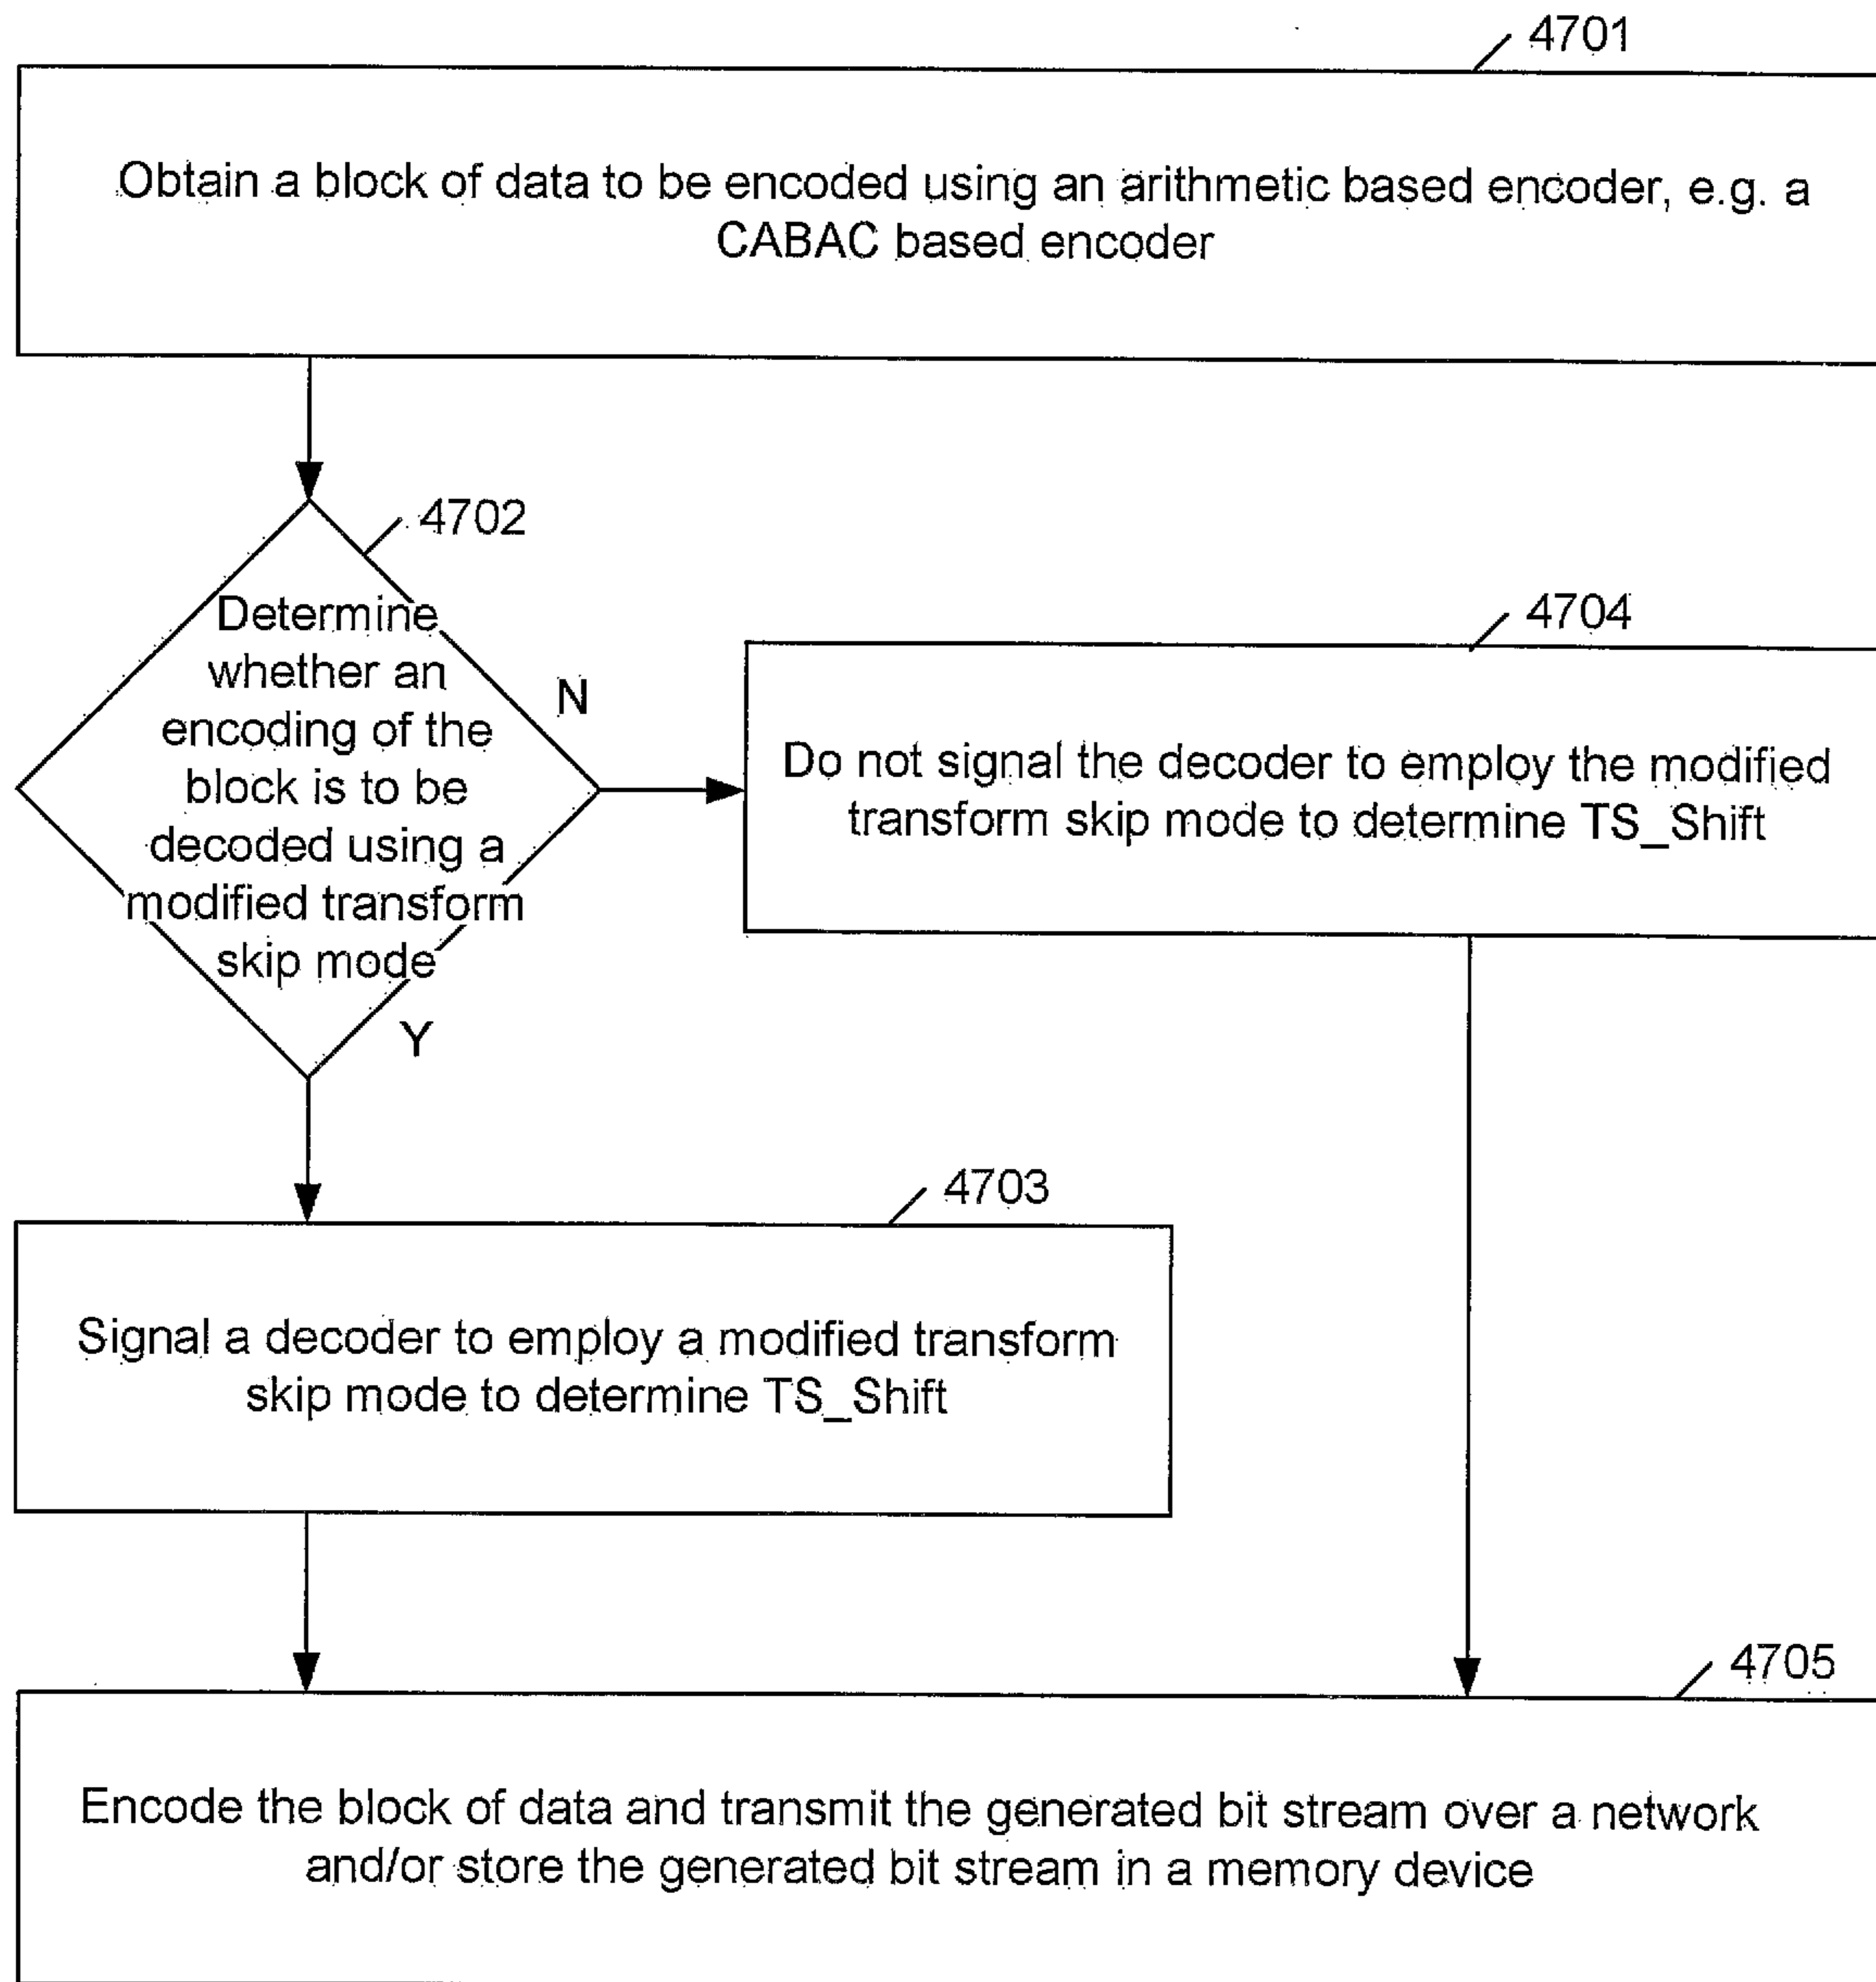 4701
Obtain a block of data to be encoded using an arithmetic based encoder, e.g. a
CABAC based encoder
4702
Determine
whether an
encoding of the
block is to be
decoded using a
modified transform
skip mode
N
Y
4704
Do not signal the decoder to employ the modified
transform skip mode to determine TS_Shift
4703
Signal a decoder to employ a modified transform
skip mode to determine TS_Shift
4705
Encode the block of data and transmit the generated bit stream over a network
and/or store the generated bit stream in a memory device